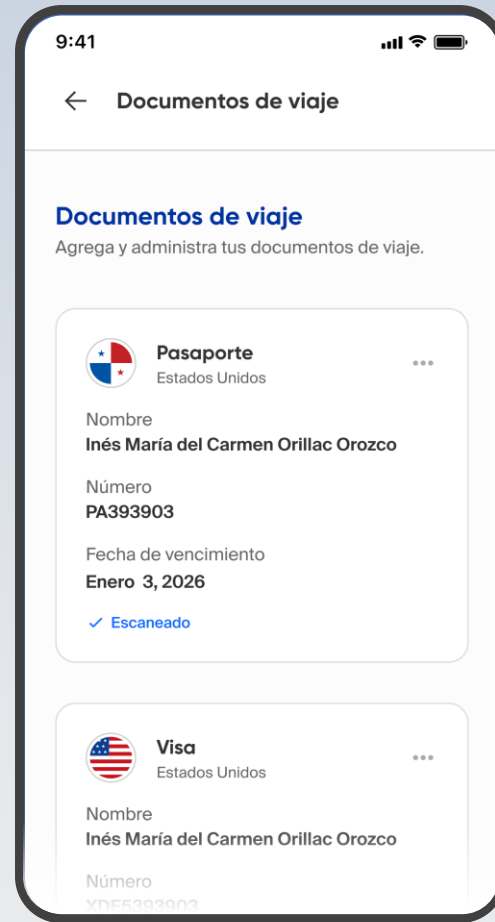 9:41
Documentos de viaje
Documentos de viaje
Agrega y administra tus documentos de viaje.
Pasaporte
Estados Unidos
Nombre
Inés María del Carmen Orillac Orozco
Número
PA393903
Fecha de vencimiento
Enero 3, 2026
Escaneado
Visa
Estados Unidos
Nombre
Inés María del Carmen Orillac Orozco
Número
XDE5393903